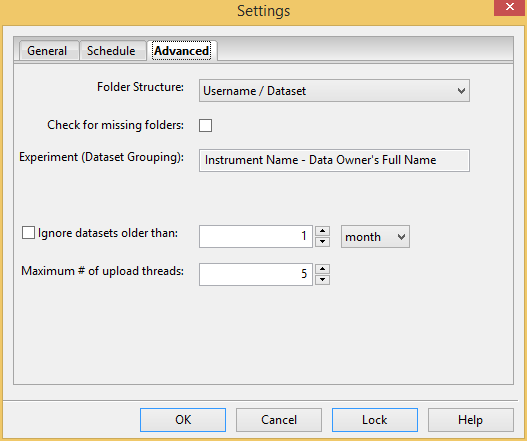 Settings
General Schedule Advanced
Folder Structure: Username / Dataset
Check for missing folders:
Experiment (Dataset Grouping): Instrument Name - Data Owner's Full Name
Ignore datasets older than: 1 month
Maximum # of upload threads: 5
OK Cancel Lock Help